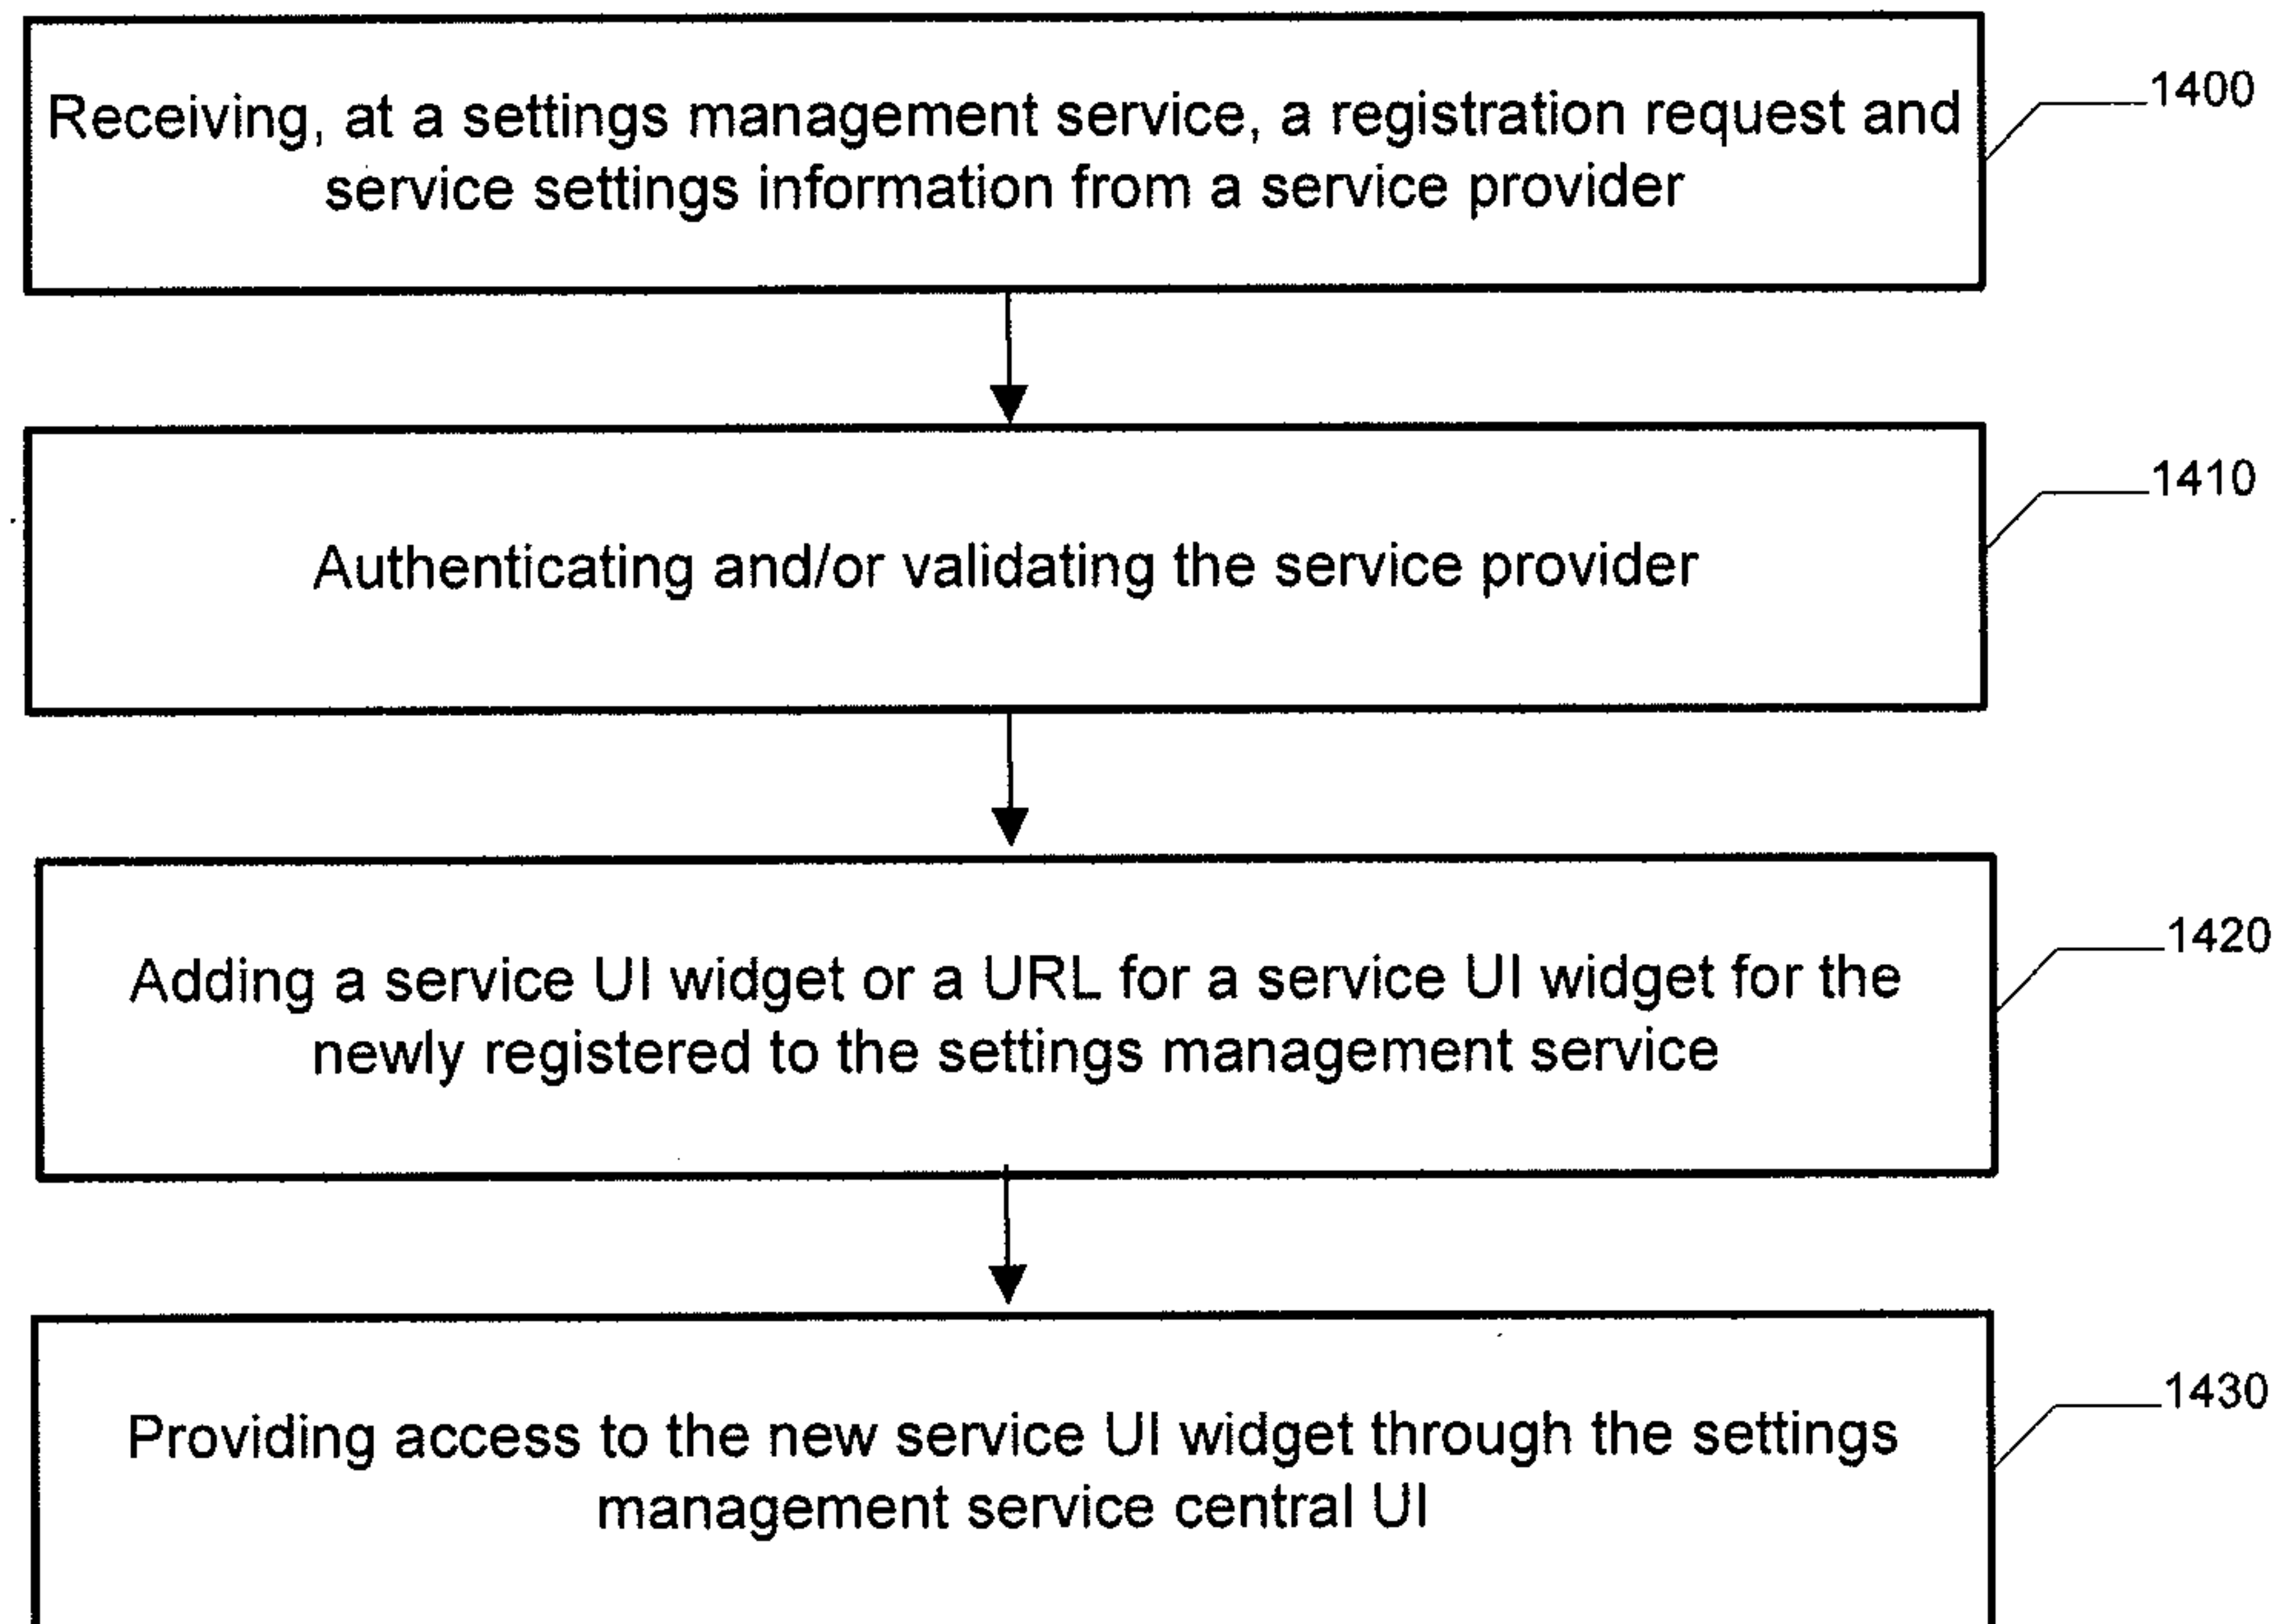 Receiving, at a settings management service, a registration request and
service settings information from a service provider
1400
Authenticating and/or validating the service provider
1410
Adding a service UI widget or a URL for a service UI widget for the
newly registered to the settings management service
1420
Providing access to the new service UI widget through the settings
management service central UI
1430